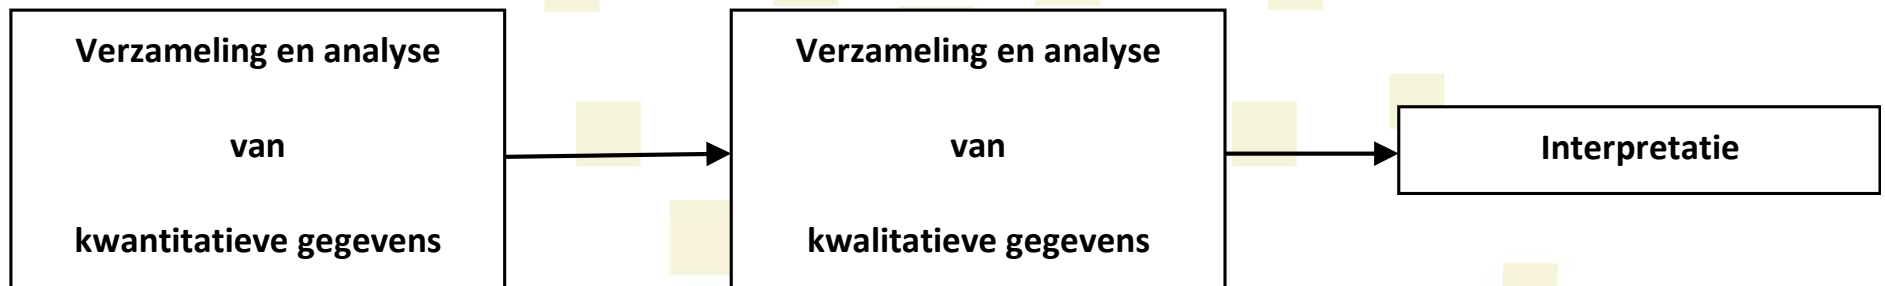 Verzameling en analyse
van
kwantitatieve gegevens
Verzameling en analyse
van
kwalitatieve gegevens
Interpretatie